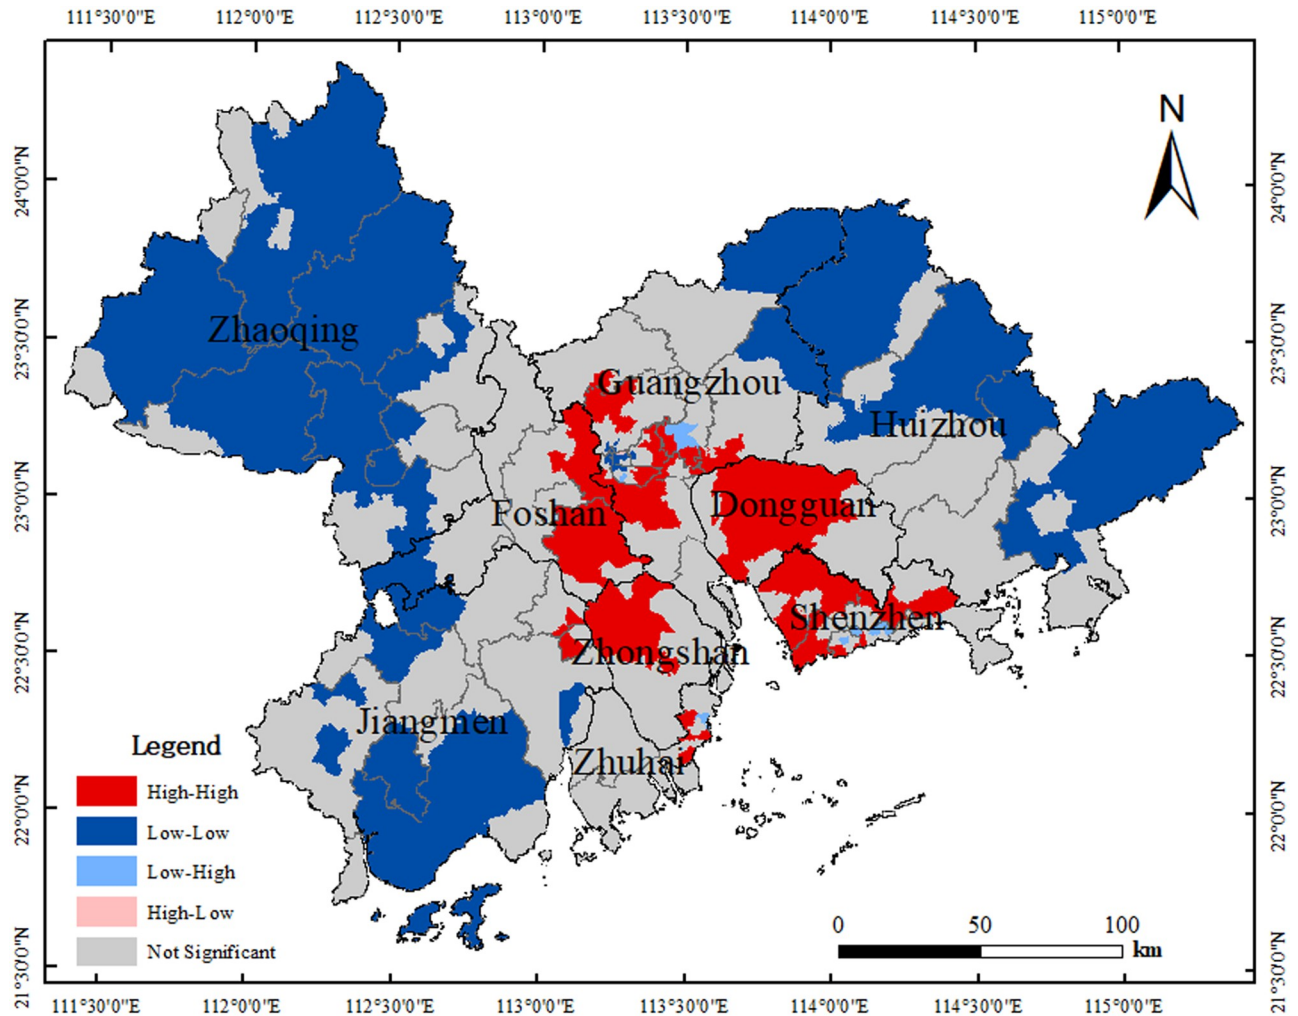 111°30'0"E 112°0'0"E 112°30'0"E 113°0'0"E 113°30'0"E 114°0'0"E 114°30'0"E 115°0'0"E
N
24°0'0"N
24°0'0"N
23°30'0"N
23°30'0"N
23°0'0"N
23°0'0"N
22°30'0"N
22°30'0"N
22°0'0"N
22°0'0"N
21°30'0"N
21°30'0"N
Zhaoqing
Guangzhou
Huizhou
Foshan
Dongguan
Shenzhen
Zhongshan
Jiangmen
Zhuhai
Legend
High-High
Low-Low
Low-High
High-Low
Not Significant
0 50 100
km
111°30'0"E 112°0'0"E 112°30'0"E 113°0'0"E 113°30'0"E 114°0'0"E 114°30'0"E 115°0'0"E